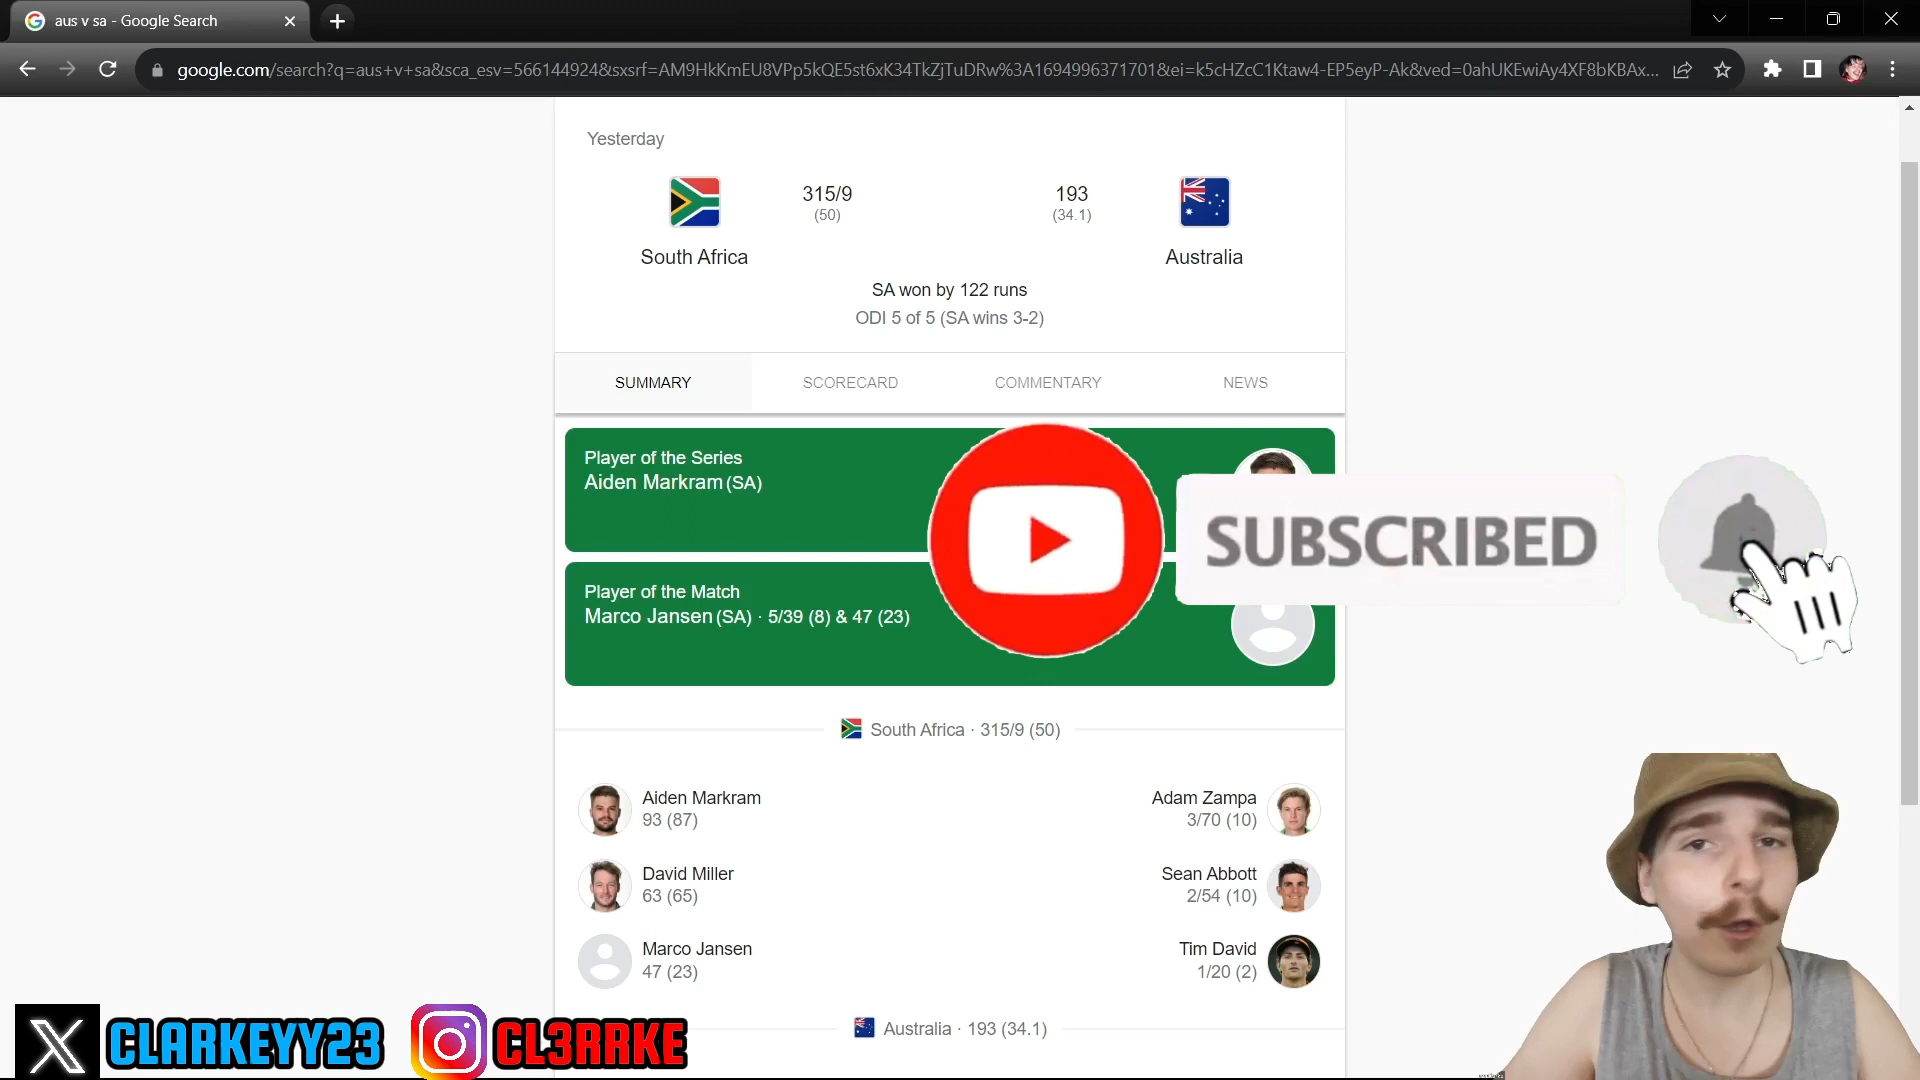 aus v sa - Google Search
google.com/search?q=aus+v+sa&sca_esv=566144924&sxsrf=AM9HkKmEU8VPp5kQE5st6xK34TkZjTuDRw%3A1694996371701&ei=k5cHZcC1Ktaw4-EP5eyP-Ak&ved=0ahUKEwiAy4XF8bKBAx...
Yesterday
315/9
(50)
193
(34.1)
South Africa
Australia
SA won by 122 runs
ODI 5 of 5 (SA wins 3-2)
SUMMARY
SCORECARD
COMMENTARY
NEWS
Player of the Series
Aiden Markram (SA)
SUBSCRIBED
Player of the Match
Marco Jansen (SA) · 5/39 (8) & 47 (23)
South Africa · 315/9 (50)
Aiden Markram
93 (87)
Adam Zampa
3/70 (10)
David Miller
63 (65)
Sean Abbott
2/54 (10)
Marco Jansen
47 (23)
Tim David
1/20 (2)
Australia · 193 (34.1)
CLARKEYY23
CL3RRKE